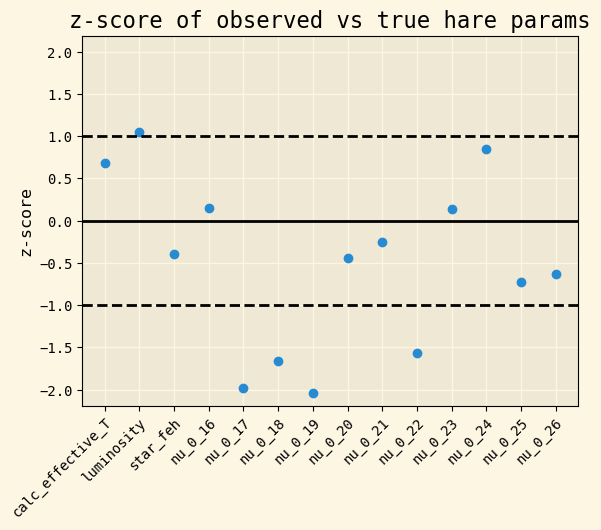 z-score of observed vs true hare params
z-score
2.0
1.5
1.0
0.5
0.0
−0.5
−1.0
−1.5
−2.0
calc_effective_T
luminosity
star_feh
nu_0_16
nu_0_17
nu_0_18
nu_0_19
nu_0_20
nu_0_21
nu_0_22
nu_0_23
nu_0_24
nu_0_25
nu_0_26